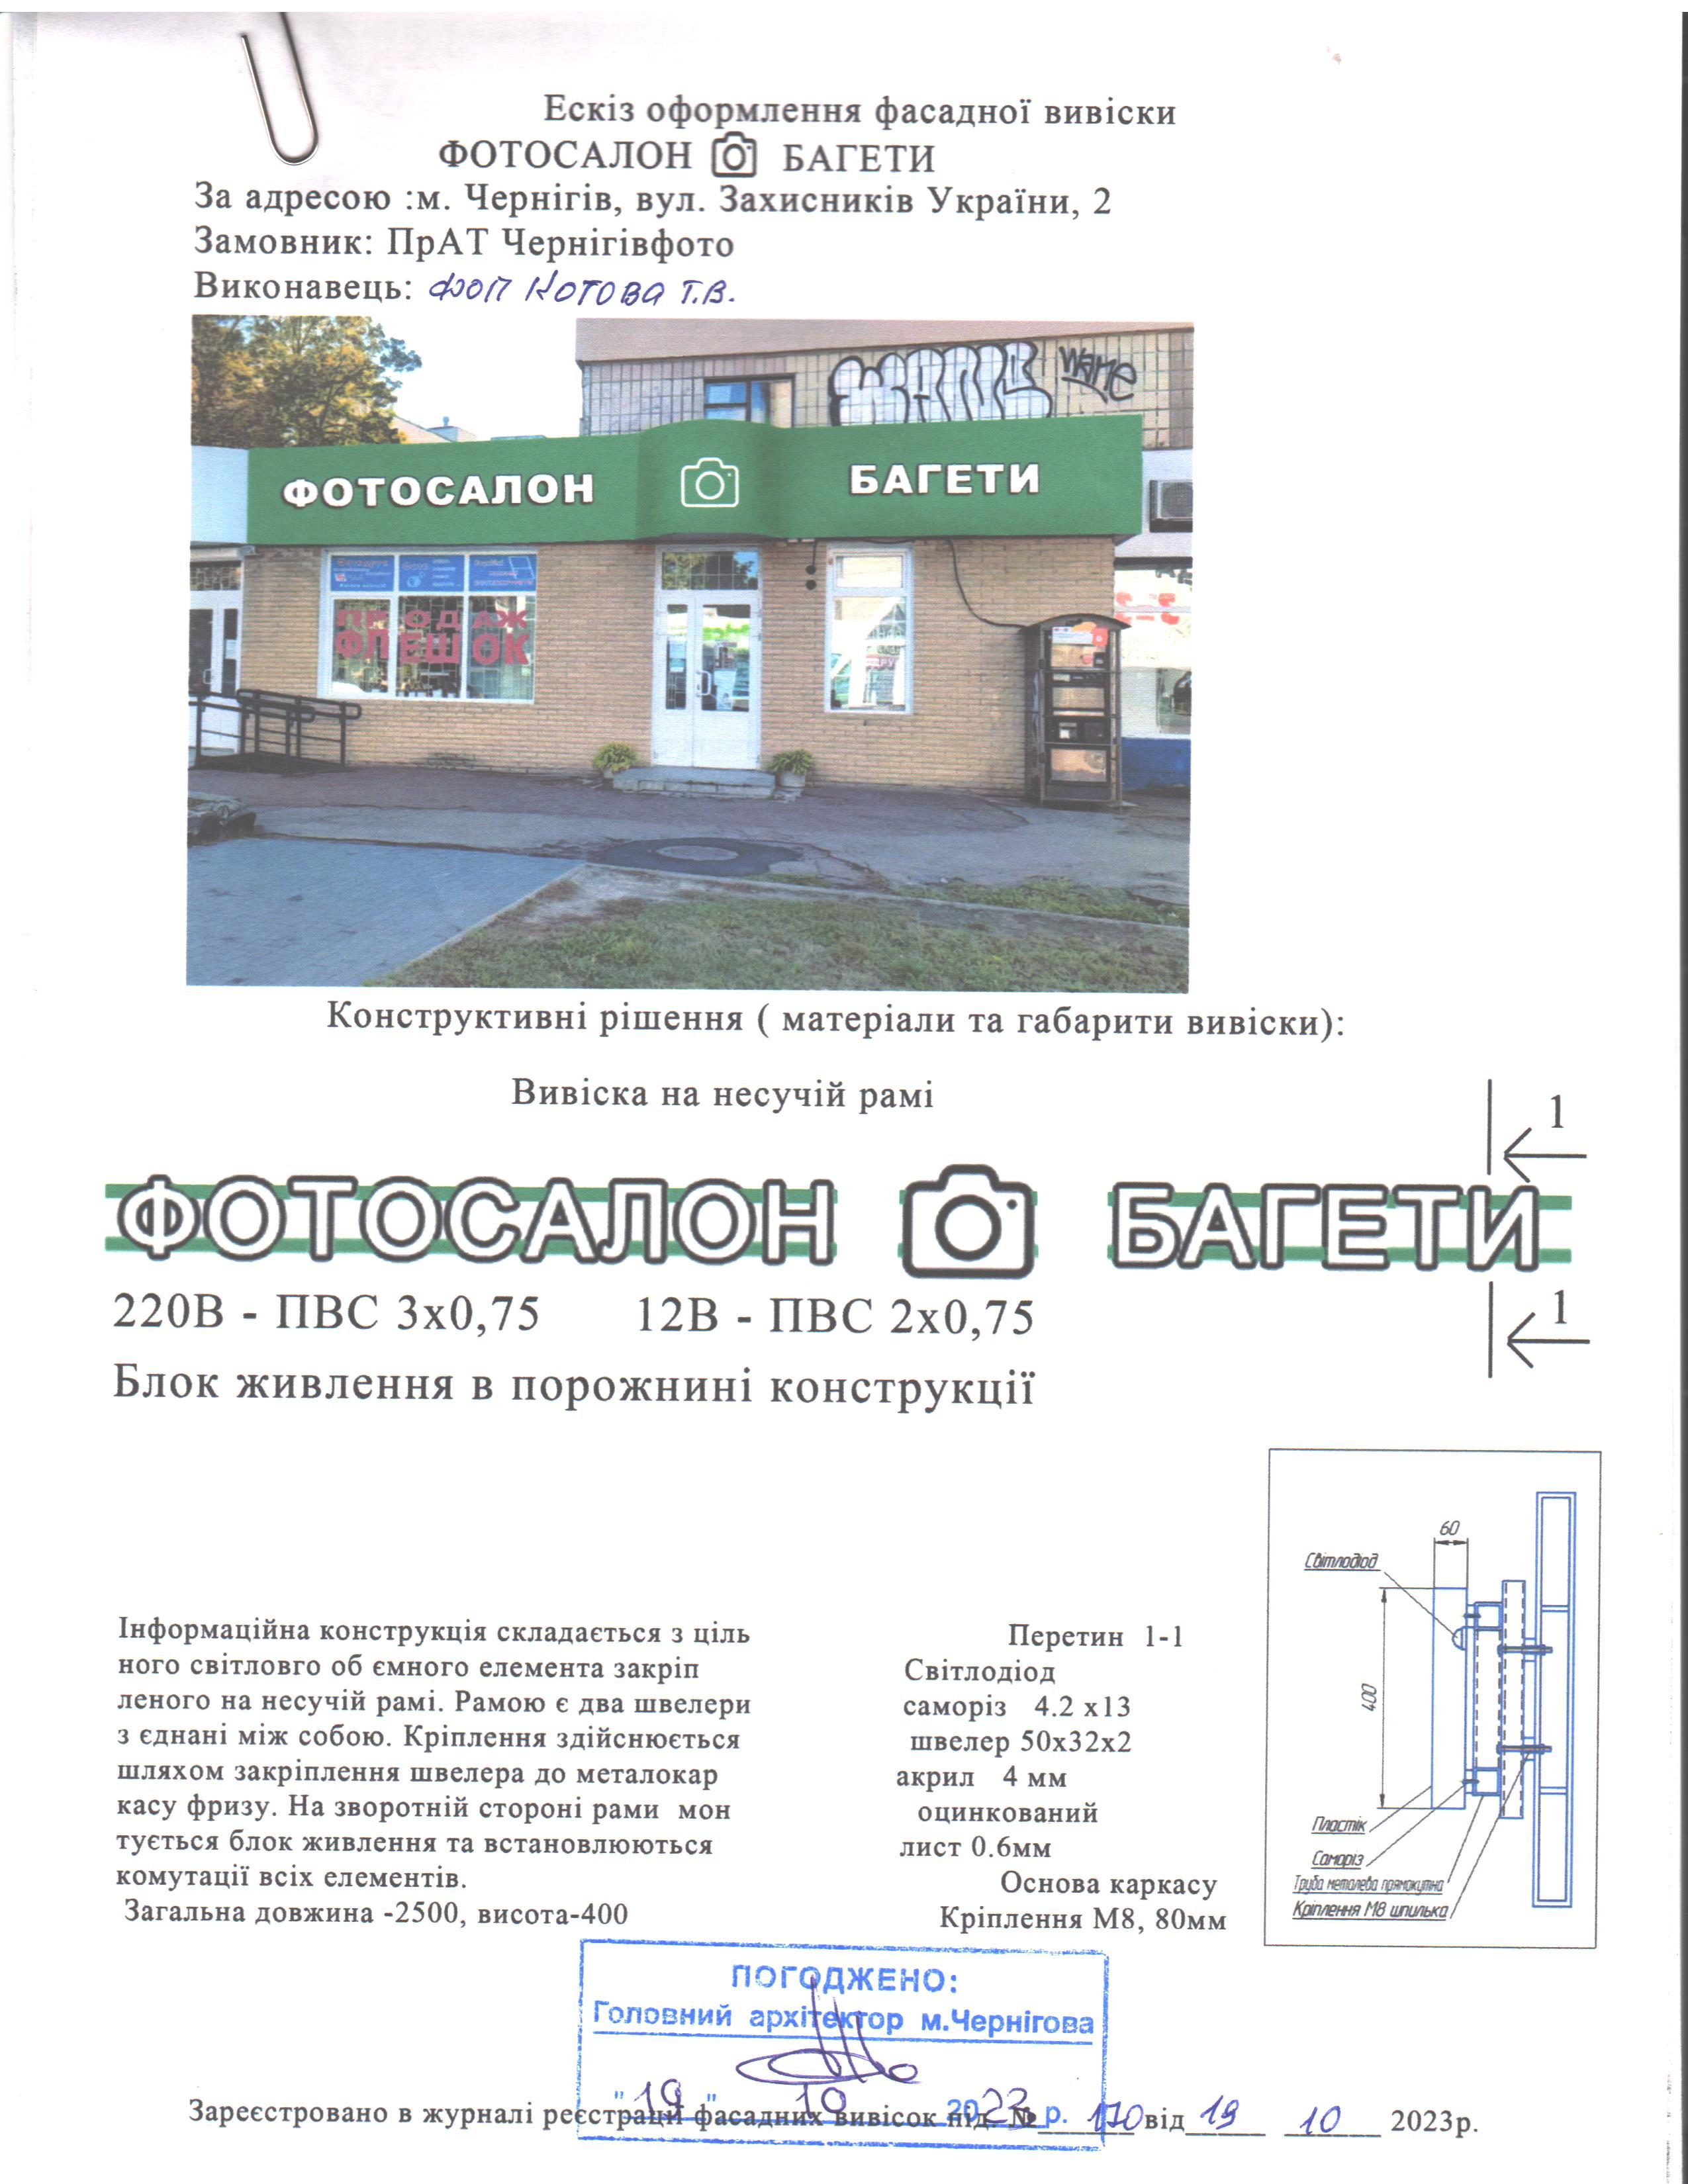 Ескіз оформлення фасадної вивіски
ФОТОСАЛОН БАГЕТИ
За адресою :м. Чернігів, вул. Захисників України, 2
Замовник: ПрАТ Чернігівфото
Виконавець: ФОП Котова Т.В.
wame
ФОТОСАЛОН БАГЕТИ
ПРОДАЖ
ФЛЕШОК
Конструктивні рішення ( матеріали та габарити вивіски):
Вивіска на несучій рамі
1
ФОТОСАЛОН БАГЕТИ
220В - ПВС 3х0,75 12В - ПВС 2х0,75
1
Блок живлення в порожнині конструкції
Інформаційна конструкція складається з ціль
ного світловго об ємного елемента закріп
леного на несучій рамі. Рамою є два швелери
з єднані між собою. Кріплення здійснюється
шляхом закріплення швелера до металокар
касу фризу. На зворотній стороні рами мон
тується блок живлення та встановлюються
комутації всіх елементів.
Загальна довжина -2500, висота-400
Перетин 1-1
Світлодіод
саморіз 4.2 х13
швелер 50х32х2
акрил 4 мм
оцинкований
лист 0.6мм
Основа каркасу
Кріплення М8, 80мм
60
Світлодіод
400
Пластік
Саморіз
Труба металева прямокутна
Кріплення М8 шпилька
ПОГОДЖЕНО:
Головний архітектор м.Чернігова
"19" 10 2023р.
Зареєстровано в журналі реєстрації фасадних вивісок під № 170 від 19 10 2023р.